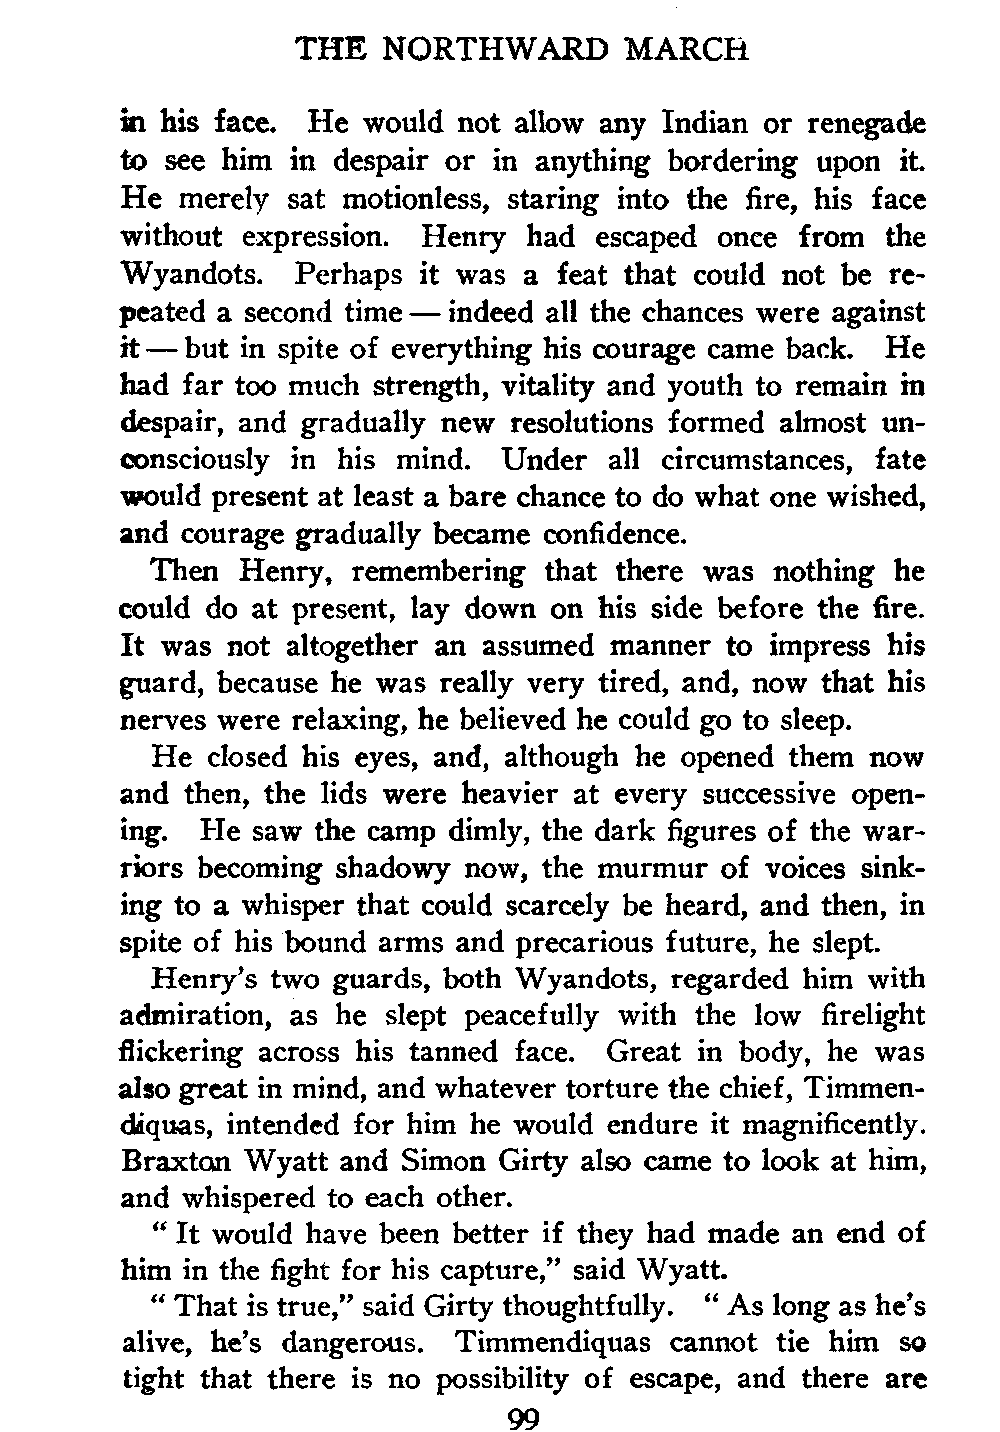 THE NORTHWARD MARCH
in his face. He would not allow any Indian or renegade
to see him in despair or in anything bordering upon it.
He merely sat motionless, staring into the fire, his face
without expression. Henry had escaped once from the
Wyandots. Perhaps it was a feat that could not be re-
peated a second time — indeed all the chances were against
it — but in spite of everything his courage came back. He
had far too much strength, vitality and youth to remain in
despair, and gradually new resolutions formed almost un-
consciously in his mind. Under all circumstances, fate
would present at least a bare chance to do what one wished,
and courage gradually became confidence.
Then Henry, remembering that there was nothing he
could do at present, lay down on his side before the fire.
It was not altogether an assumed manner to impress his
guard, because he was really very tired, and, now that his
nerves were relaxing, he believed he could go to sleep.
He closed his eyes, and, although he opened them now
and then, the lids were heavier at every successive open-
ing. He saw the camp dimly, the dark figures of the war-
riors becoming shadowy now, the murmur of voices sink-
ing to a whisper that could scarcely be heard, and then, in
spite of his bound arms and precarious future, he slept.
Henry's two guards, both Wyandots, regarded him with
admiration, as he slept peacefully with the low firelight
flickering across his tanned face. Great in body, he was
also great in mind, and whatever torture the chief, Timmen-
diquas, intended for him he would endure it magnificently.
Braxton Wyatt and Simon Girty also came to look at him,
and whispered to each other.
“ It would have been better if they had made an end of
him in the fight for his capture,” said Wyatt.
“ That is true,” said Girty thoughtfully. “ As long as he's
alive, he's dangerous. Timmendiquas cannot tie him so
tight that there is no possibility of escape, and there are
99